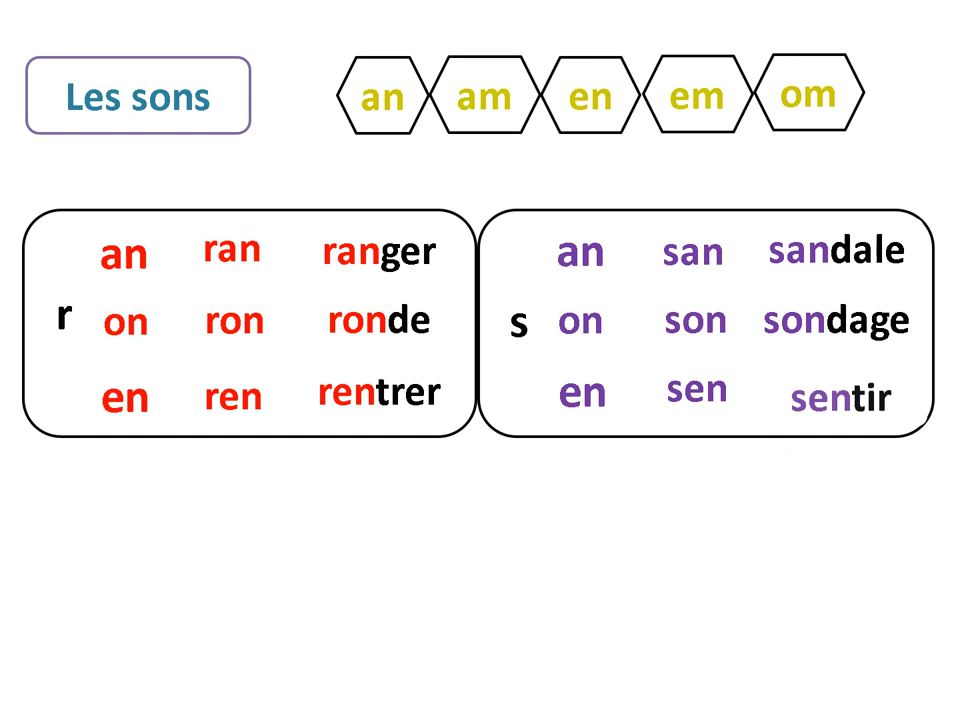 Les sons
an am en em om
an ran ranger
r on ron ronde
en ren rentrer
an san sandale
s on son sondage
en sen sentir